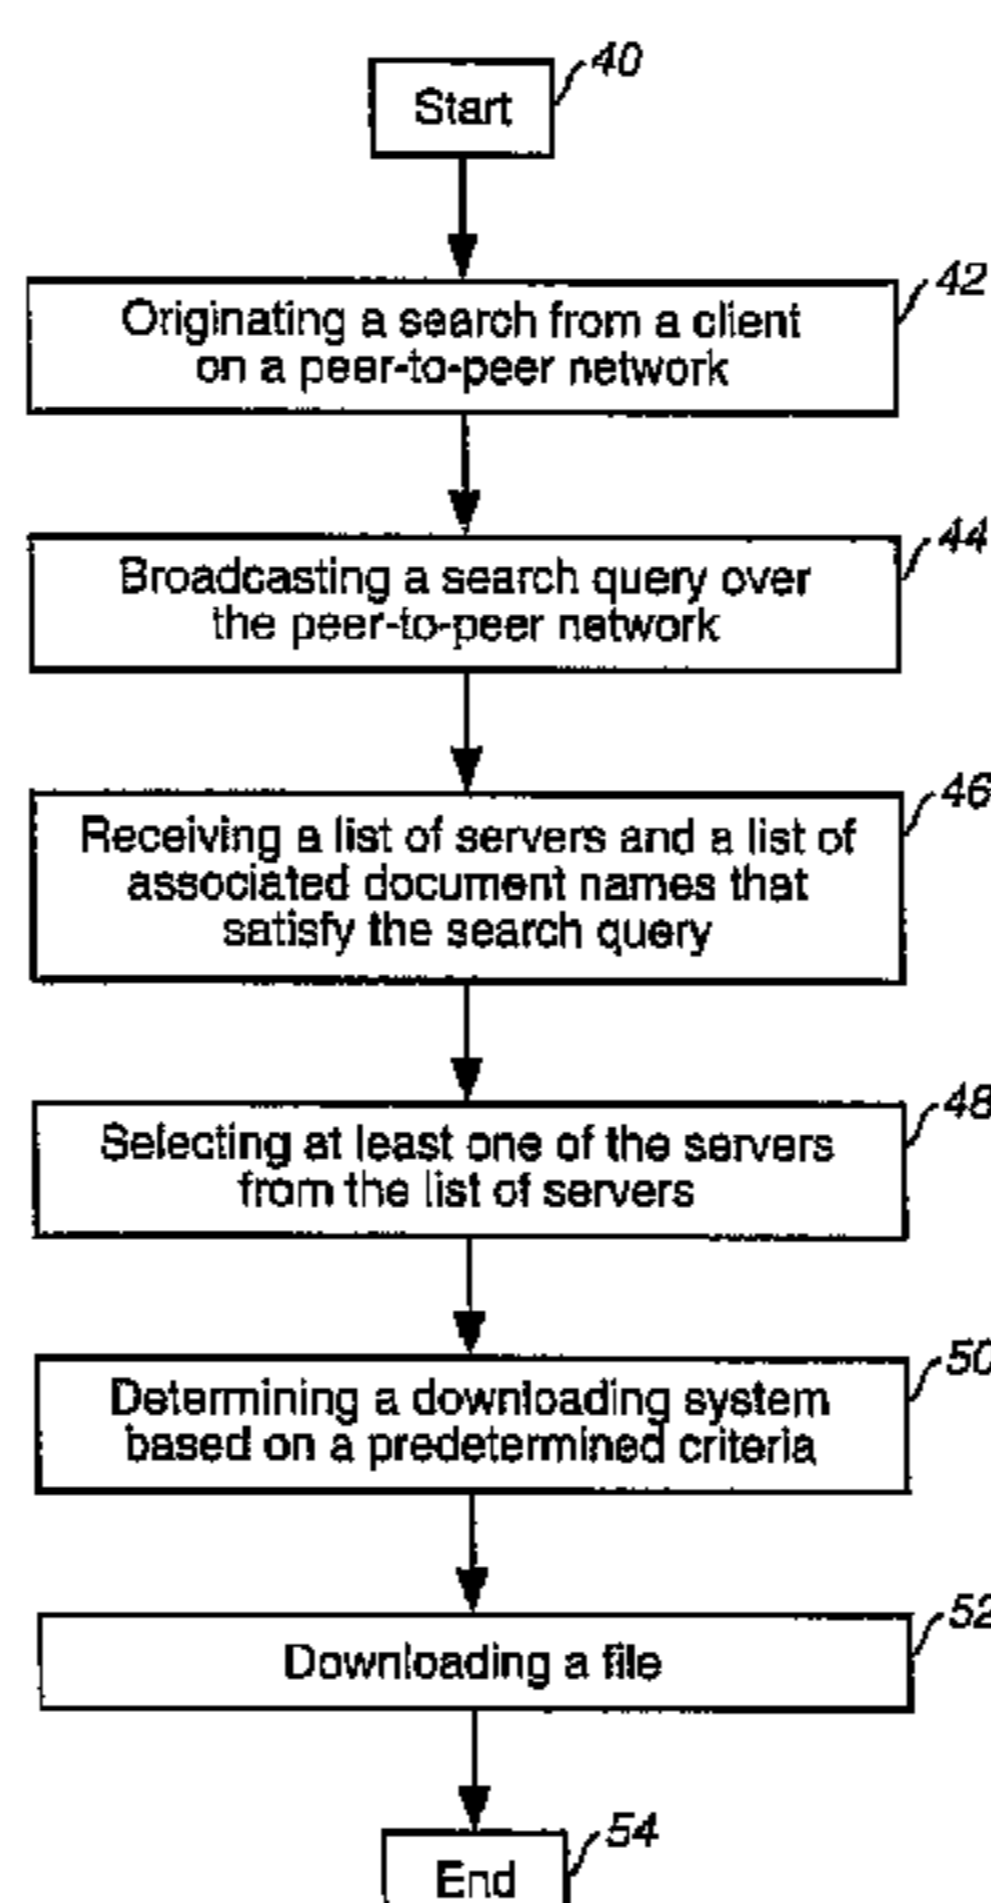 40
Start
42
Originating a search from a client
on a peer-to-peer network
44
Broadcasting a search query over
the peer-to-peer network
46
Receiving a list of servers and a list of
associated document names that
satisfy the search query
48
Selecting at least one of the servers
from the list of servers
50
Determining a downloading system
based on a predetermined criteria
52
Downloading a file
54
End